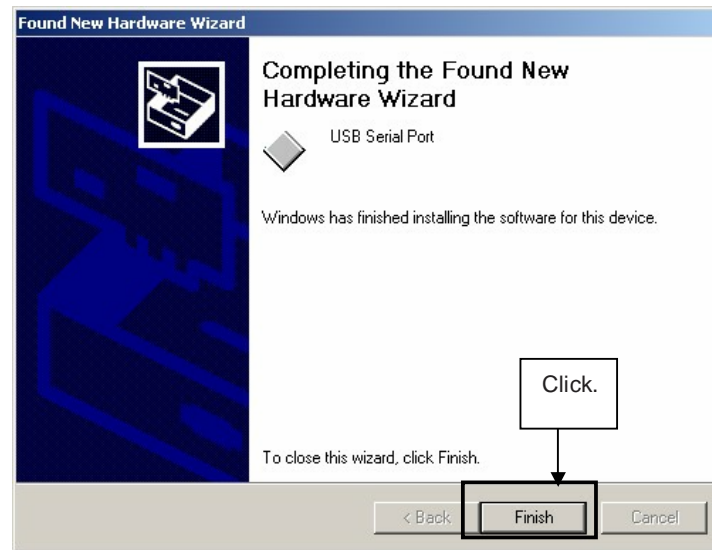 Found New Hardware Wizard
Completing the Found New
Hardware Wizard
USB Serial Port
Windows has finished installing the software for this device.
Click.
To close this wizard, click Finish.
< Back
Finish
Cancel